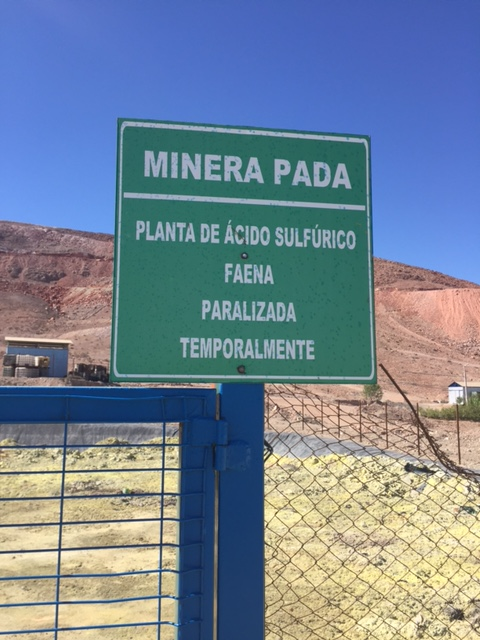 MINERA PADA
PLANTA DE ÁCIDO SULFÚRICO
FAENA
PARALIZADA
TEMPORALMENTE